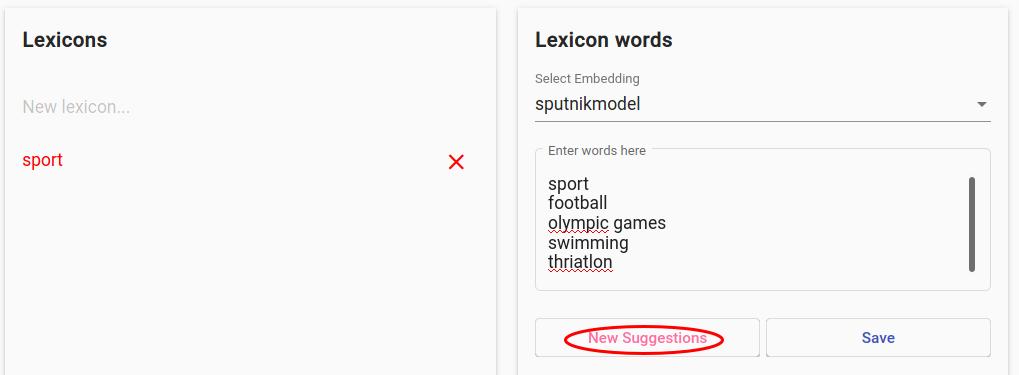 Lexicons
New lexicon...
sport
Lexicon words
Select Embedding
sputnikmodel
Enter words here
sport
football
olympic games
swimming
thriatlon
New Suggestions
Save